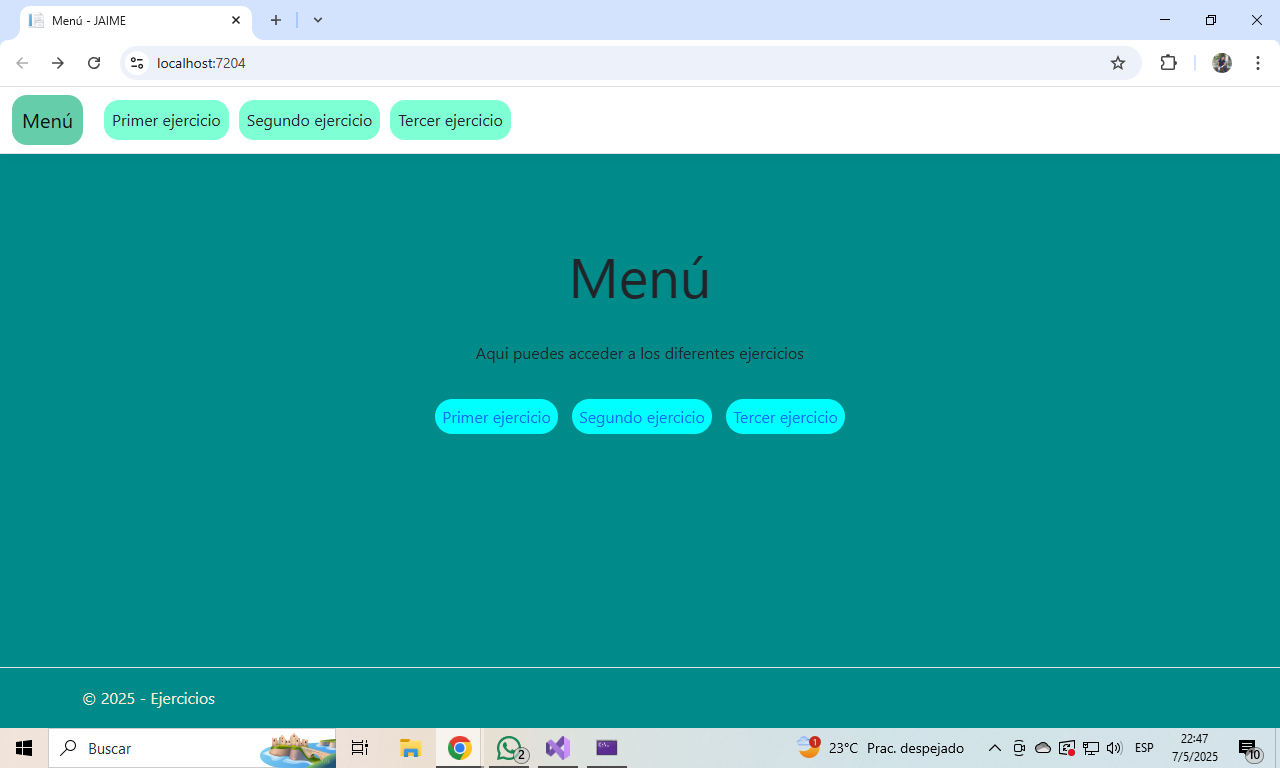 Menú - JAIME
localhost:7204
Menú Primer ejercicio Segundo ejercicio Tercer ejercicio
Menú
Aqui puedes acceder a los diferentes ejercicios
Primer ejercicio Segundo ejercicio Tercer ejercicio
© 2025 - Ejercicios
Buscar 2 1 23°C Prac. despejado ESP 22:47 10
7/5/2025